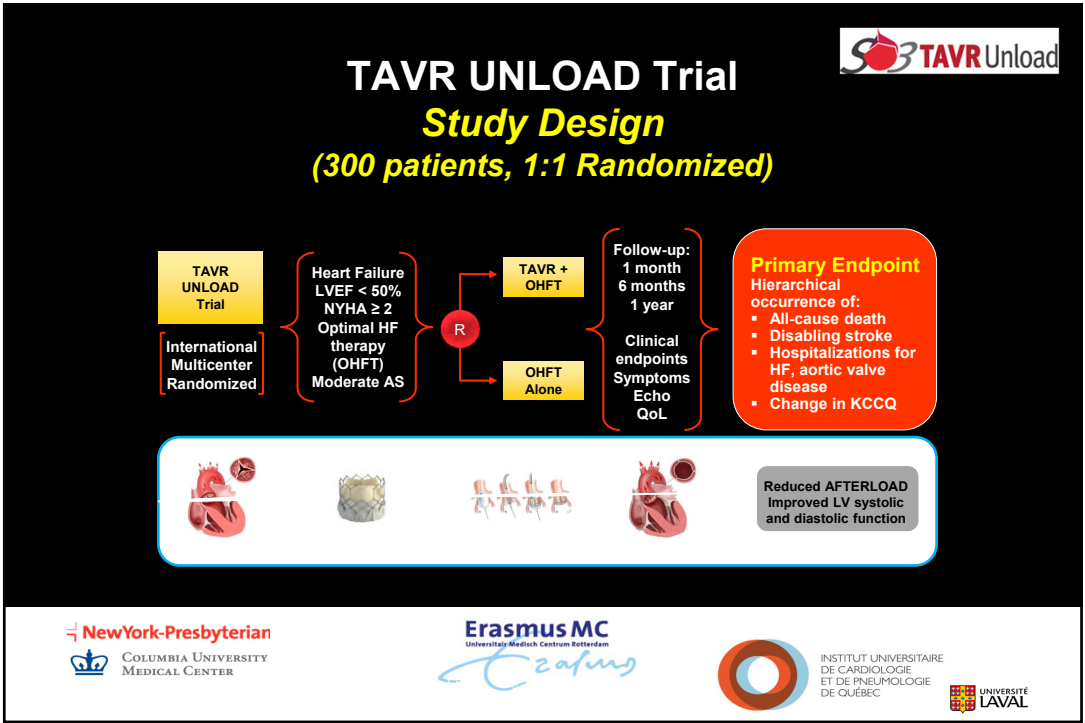 S3 TAVR Unload
TAVR UNLOAD Trial
Study Design
(300 patients, 1:1 Randomized)
TAVR
UNLOAD
Trial
International
Multicenter
Randomized
Heart Failure
LVEF < 50%
NYHA ≥ 2
Optimal HF
therapy
(OHFT)
Moderate AS
R
TAVR +
OHFT
OHFT
Alone
Follow-up:
1 month
6 months
1 year
Clinical
endpoints
Symptoms
Echo
QoL
Primary Endpoint
Hierarchical
occurrence of:
▪ All-cause death
▪ Disabling stroke
▪ Hospitalizations for
HF, aortic valve
disease
▪ Change in KCCQ
Reduced AFTERLOAD
Improved LV systolic
and diastolic function
NewYork-Presbyterian
COLUMBIA UNIVERSITY
MEDICAL CENTER
Erasmus MC
Universitair Medisch Centrum Rotterdam
Erasmus
INSTITUT UNIVERSITAIRE
DE CARDIOLOGIE
ET DE PNEUMOLOGIE
DE QUÉBEC
UNIVERSITÉ
LAVAL